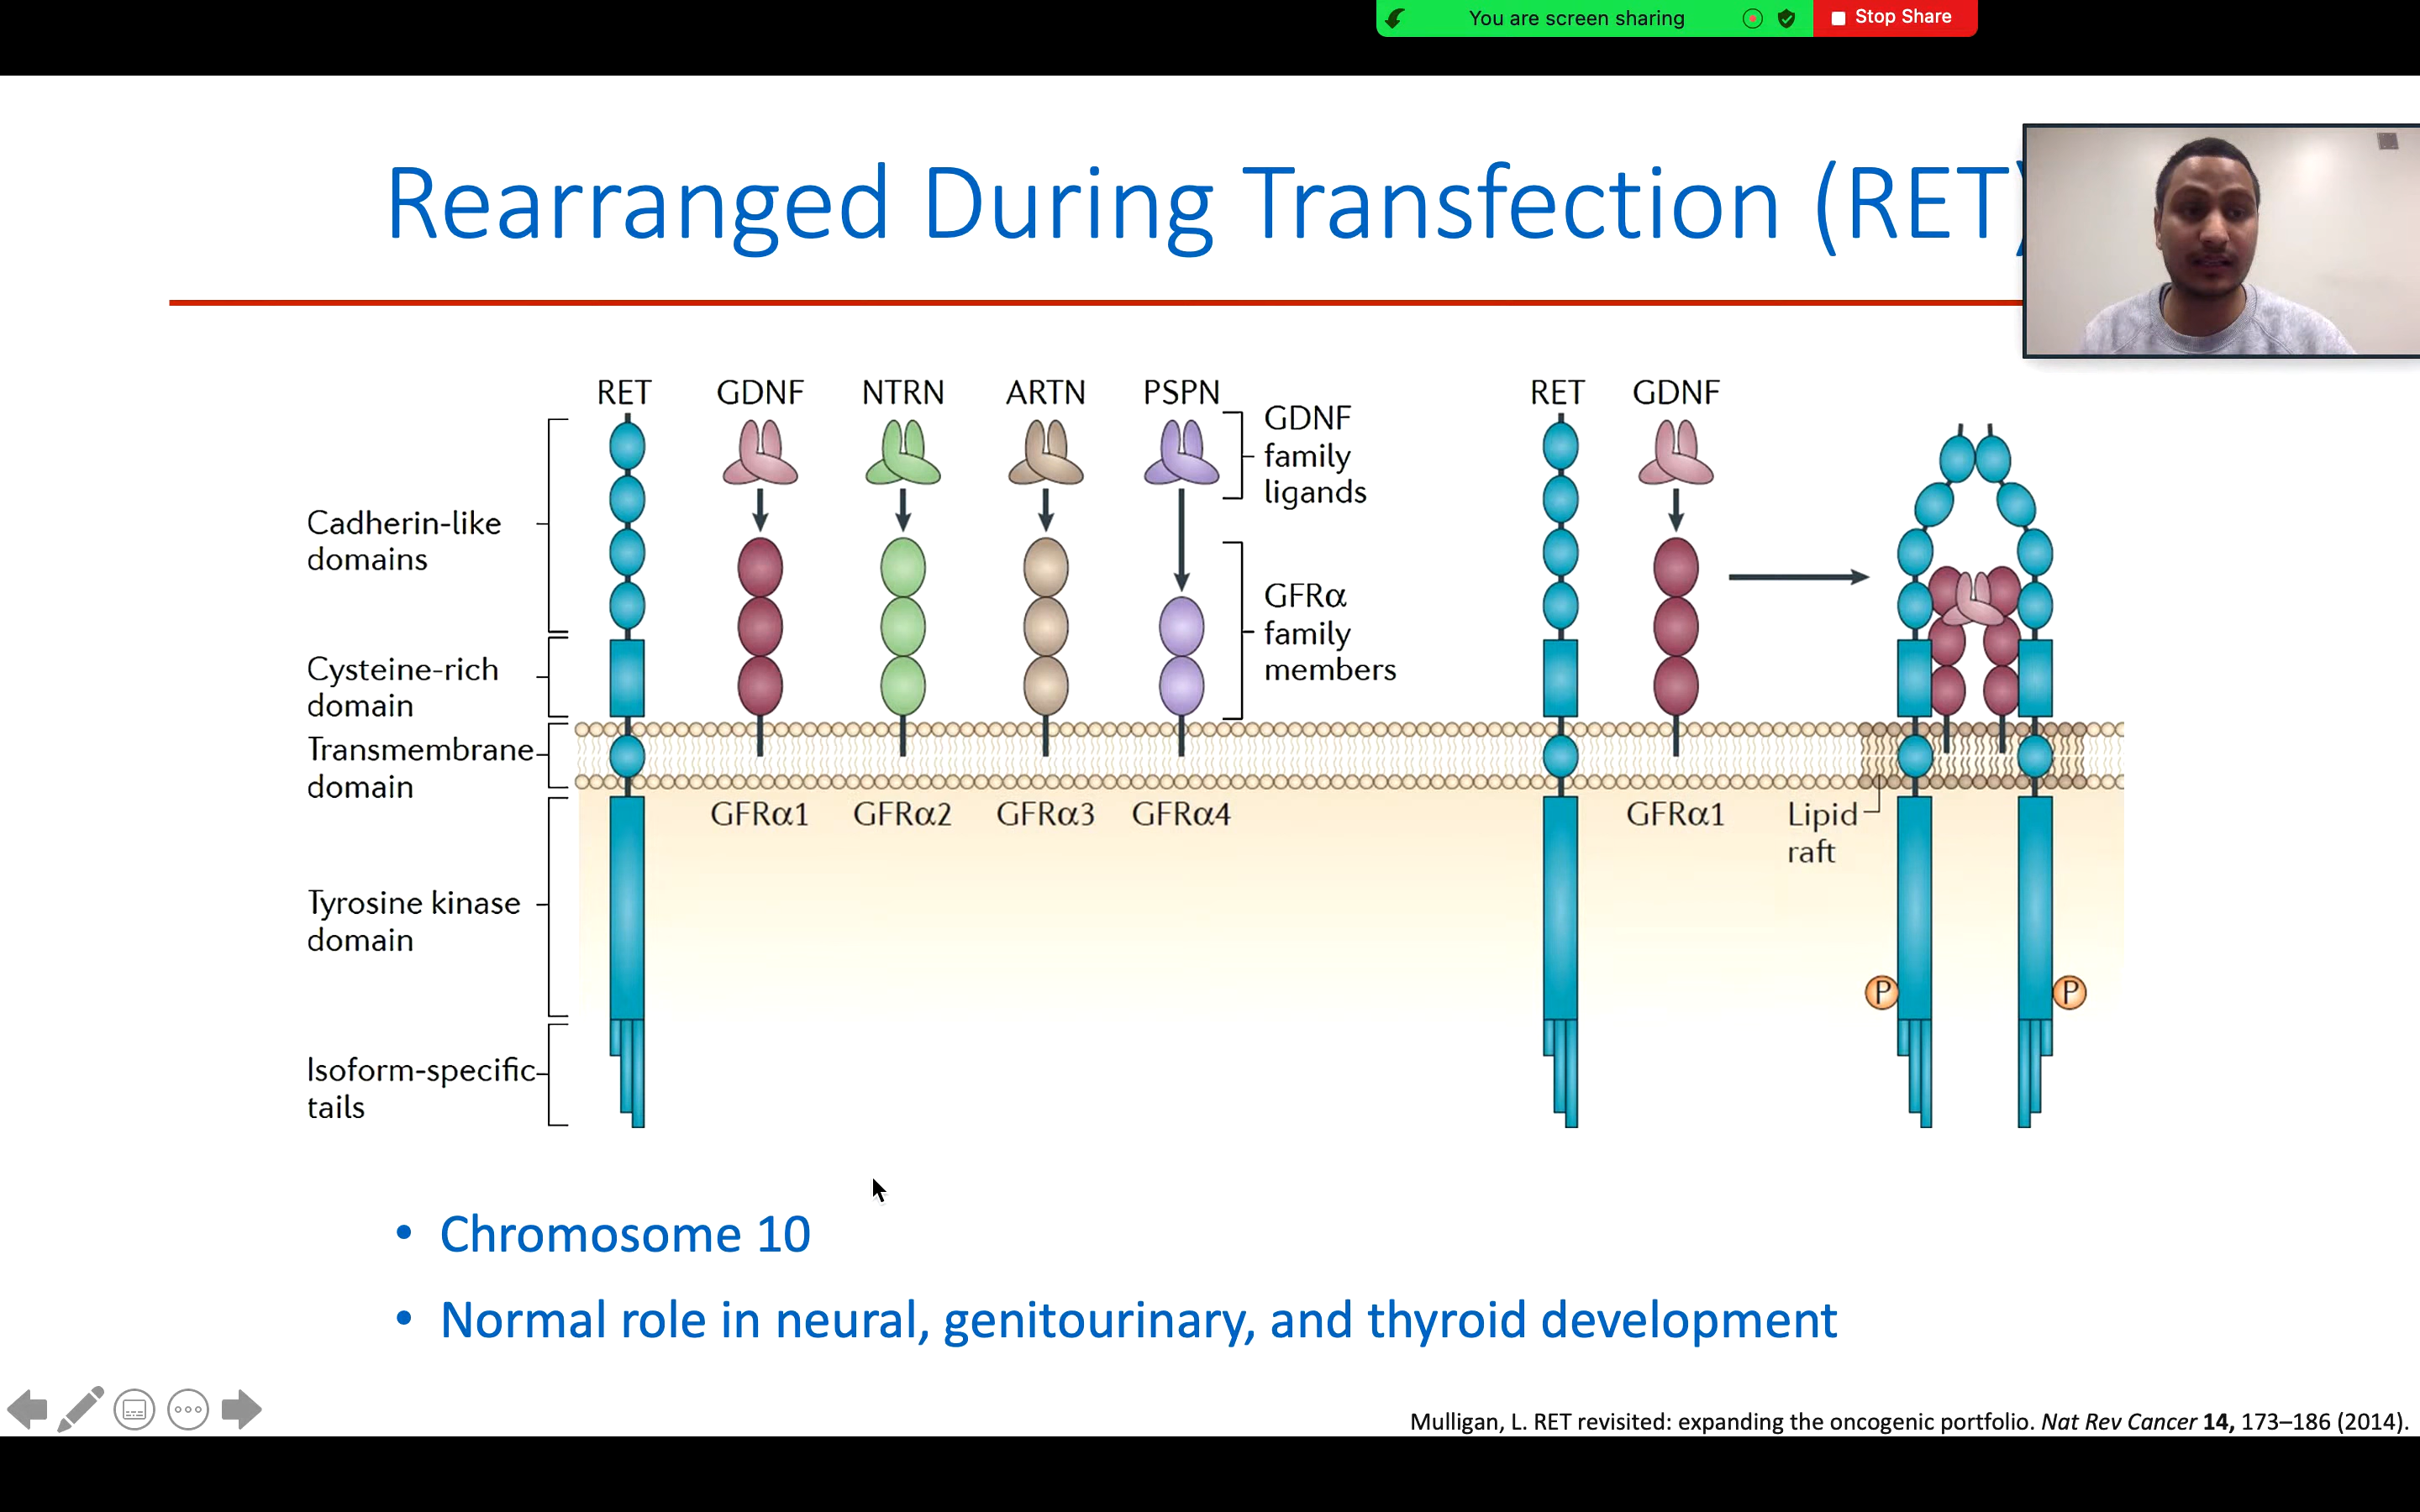 You are screen sharing
Stop Share
Rearranged During Transfection (RET)
RET GDNF NTRN ARTN PSPN
GDNF
family
ligands
GFRα
family
members
Cadherin-like
domains
Cysteine-rich
domain
Transmembrane
domain
Tyrosine kinase
domain
Isoform-specific
tails
GFRα1 GFRα2 GFRα3 GFRα4
RET GDNF
GFRα1
Lipid
raft
P P
• Chromosome 10
• Normal role in neural, genitourinary, and thyroid development
Mulligan, L. RET revisited: expanding the oncogenic portfolio. Nat Rev Cancer 14, 173–186 (2014).